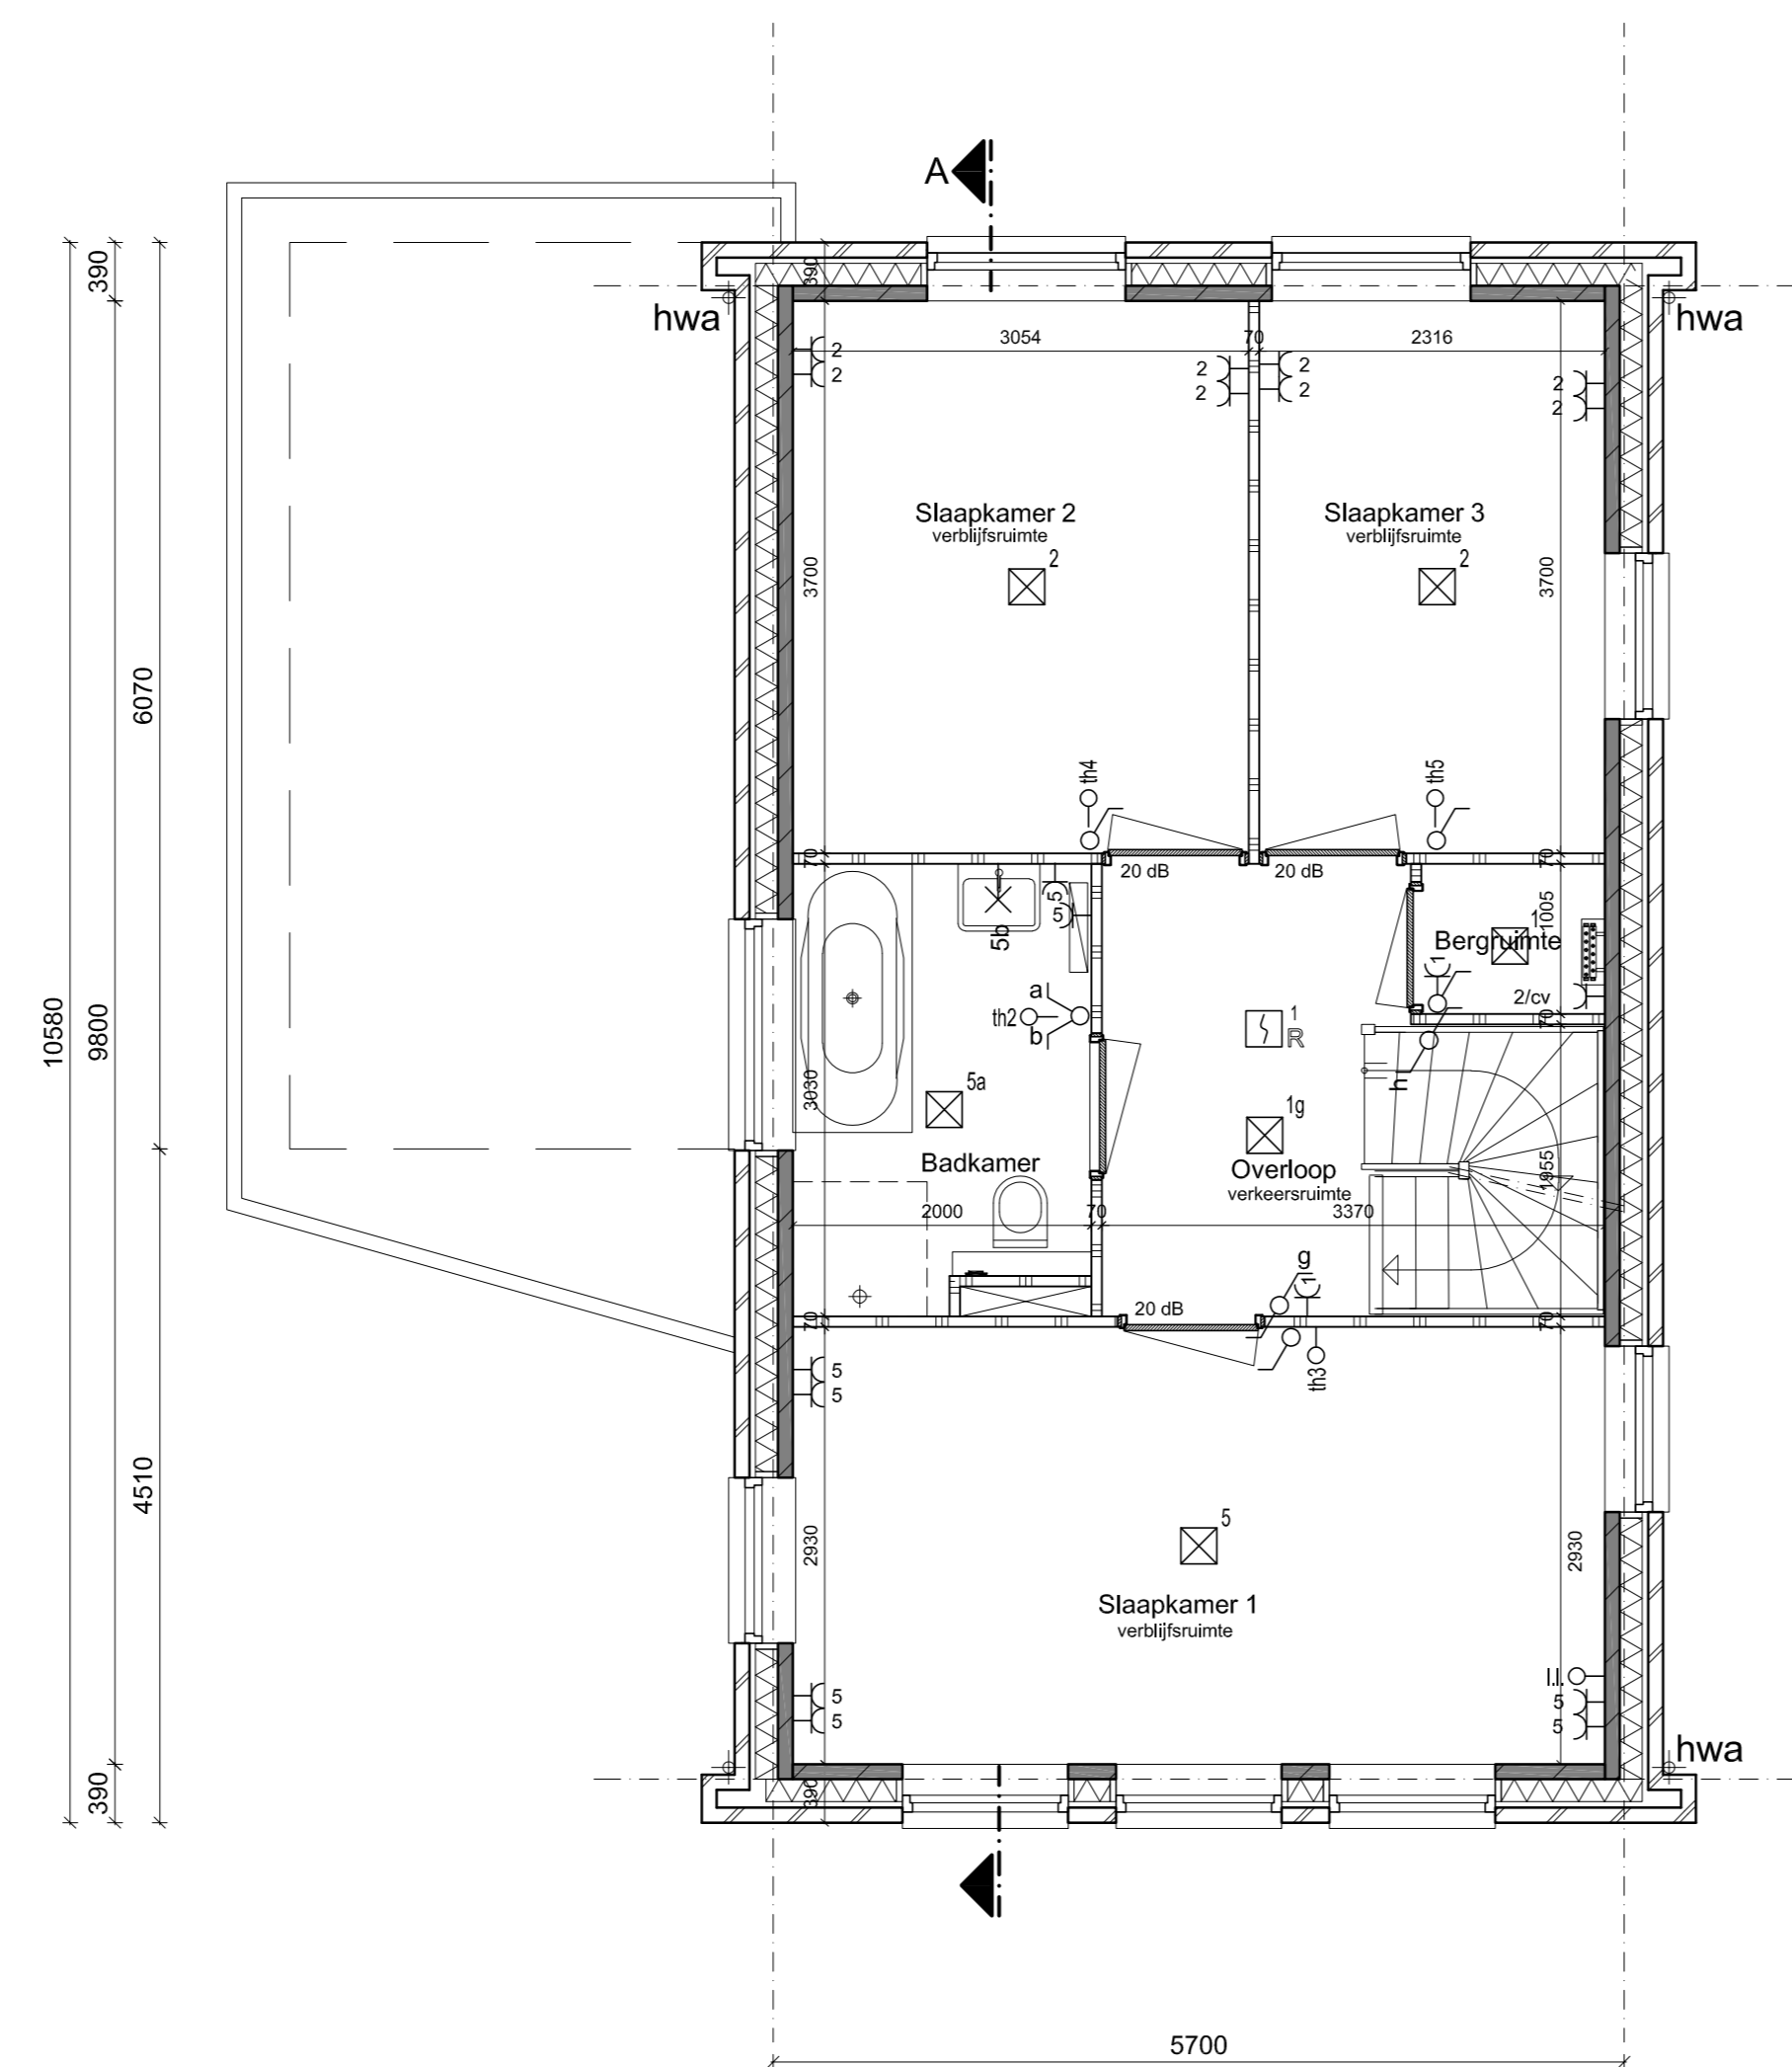 A
390
390
hwa
hwa
3054
70
2316
2
2
2
2
2
2
2
2
Slaapkamer 2
verblijfsruimte
2
Slaapkamer 3
verblijfsruimte
2
3700
3700
6070
th4
th5
70
20 dB
20 dB
70
5
5
5b
1005
1
Bergruimte
1
2/cv
70
a
th2
b
1
R
10580
9800
3030
5a
h
1g
Badkamer
Overloop
verkeersruimte
1955
2000
70
3370
g
1
70
20 dB
70
th3
5
5
4510
2930
5
2930
Slaapkamer 1
verblijfsruimte
l.l.
5
5
5
5
hwa
390
390
5700